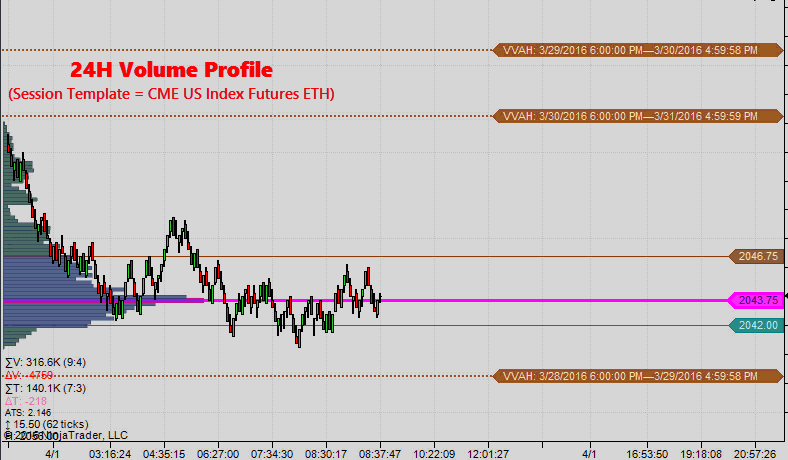 VVAH: 3/29/2016 6:00:00 PM—3/30/2016 4:59:58 PM
24H Volume Profile
(Session Template = CME US Index Futures ETH)
VVAH: 3/30/2016 6:00:00 PM—3/31/2016 4:59:59 PM
2046.75
2043.75
2042.00
∑V: 316.6K (9:4)
ΔV: -4759
VVAH: 3/28/2016 6:00:00 PM—3/29/2016 4:59:58 PM
∑T: 140.1K (7:3)
ΔT: -218
ATS: 2.146
↕ 15.50 (62 ticks)
NinjaTrader, LLC
4/1 03:16:24 04:35:15 06:27:00 07:34:30 08:30:17 08:37:47 10:22:09 12:01:27 4/1 16:53:50 19:18:08 20:57:26